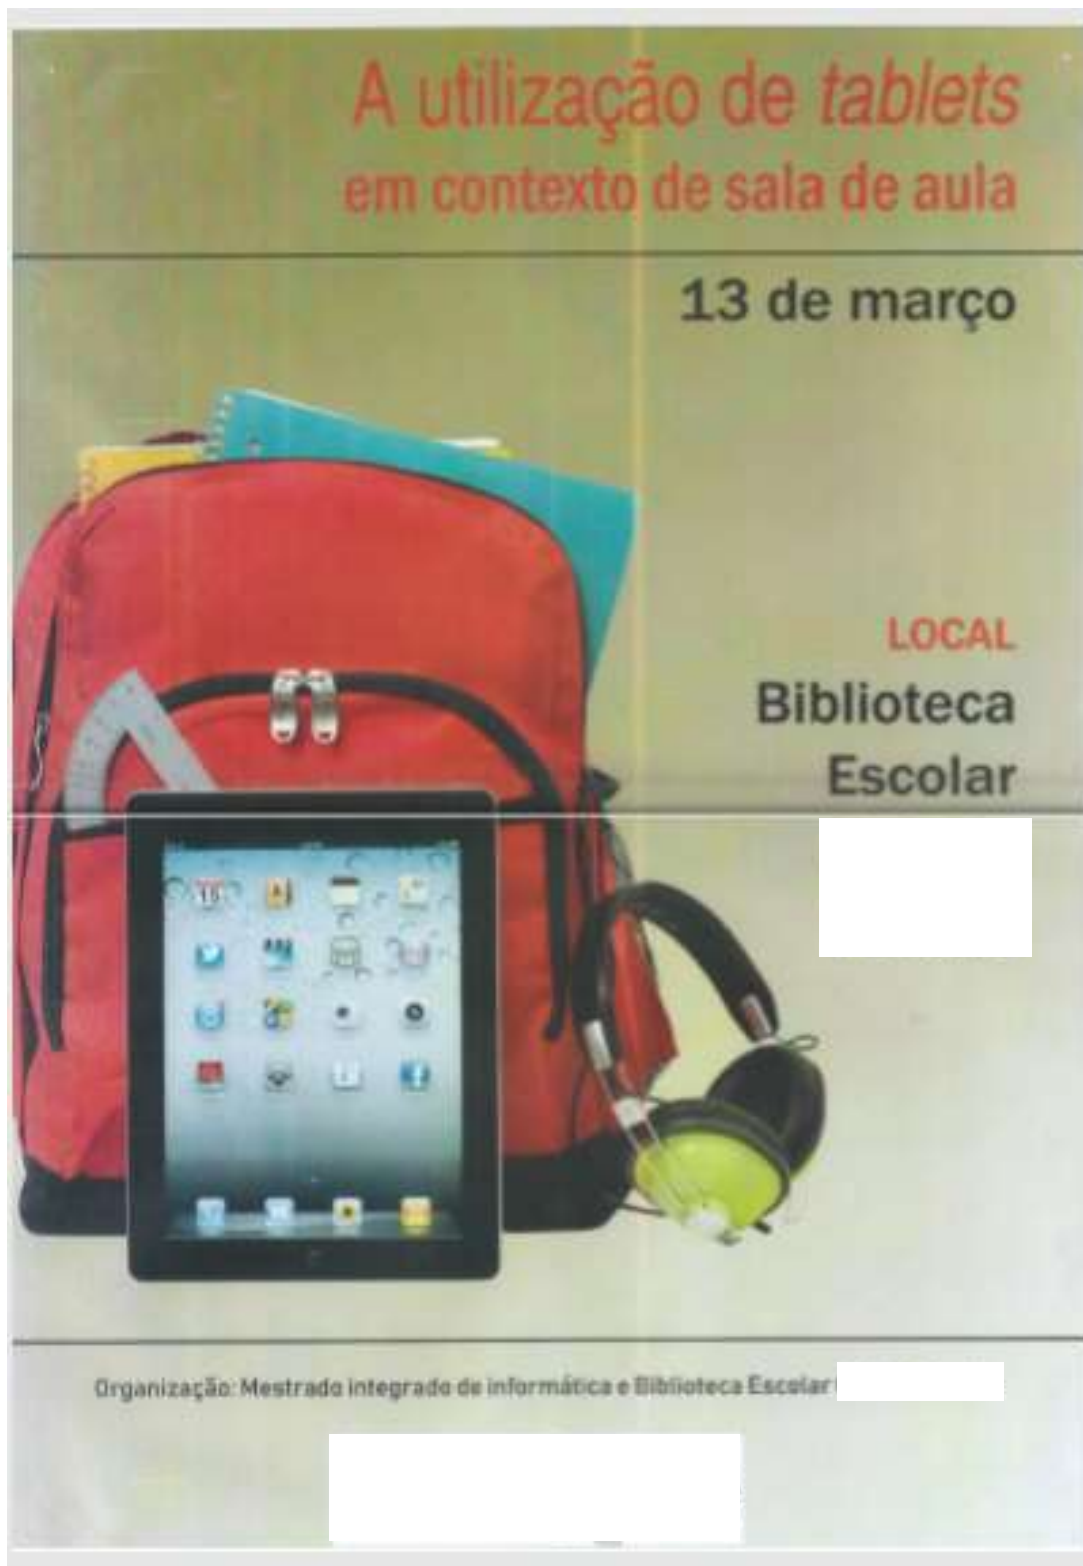 A utilização de tablets
em contexto de sala de aula
13 de março
LOCAL
Biblioteca
Escolar
15
Organização: Mestrado integrado de informática e Biblioteca Escolar